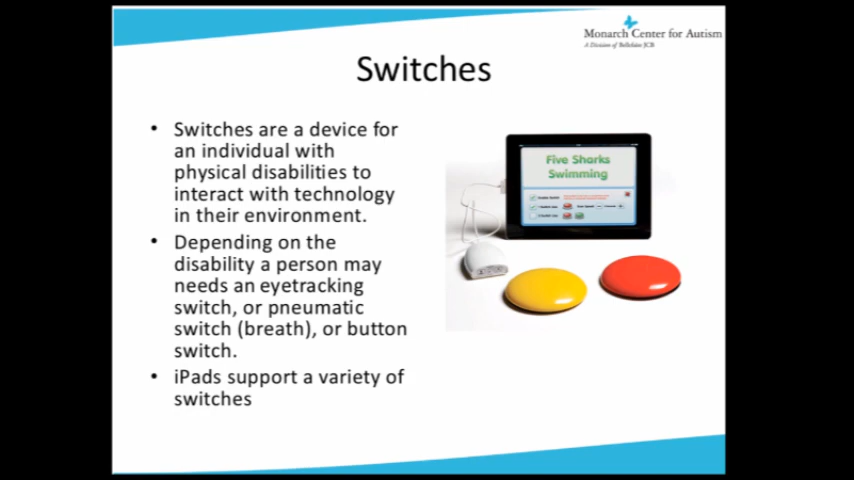 Monarch Center for Autism
A Division of Bellefaire JCB
Switches
• Switches are a device for
an individual with
physical disabilities to
interact with technology
in their environment.
• Depending on the
disability a person may
needs an eyetracking
switch, or pneumatic
switch (breath), or button
switch.
• iPads support a variety of
switches
Five Sharks
Swimming